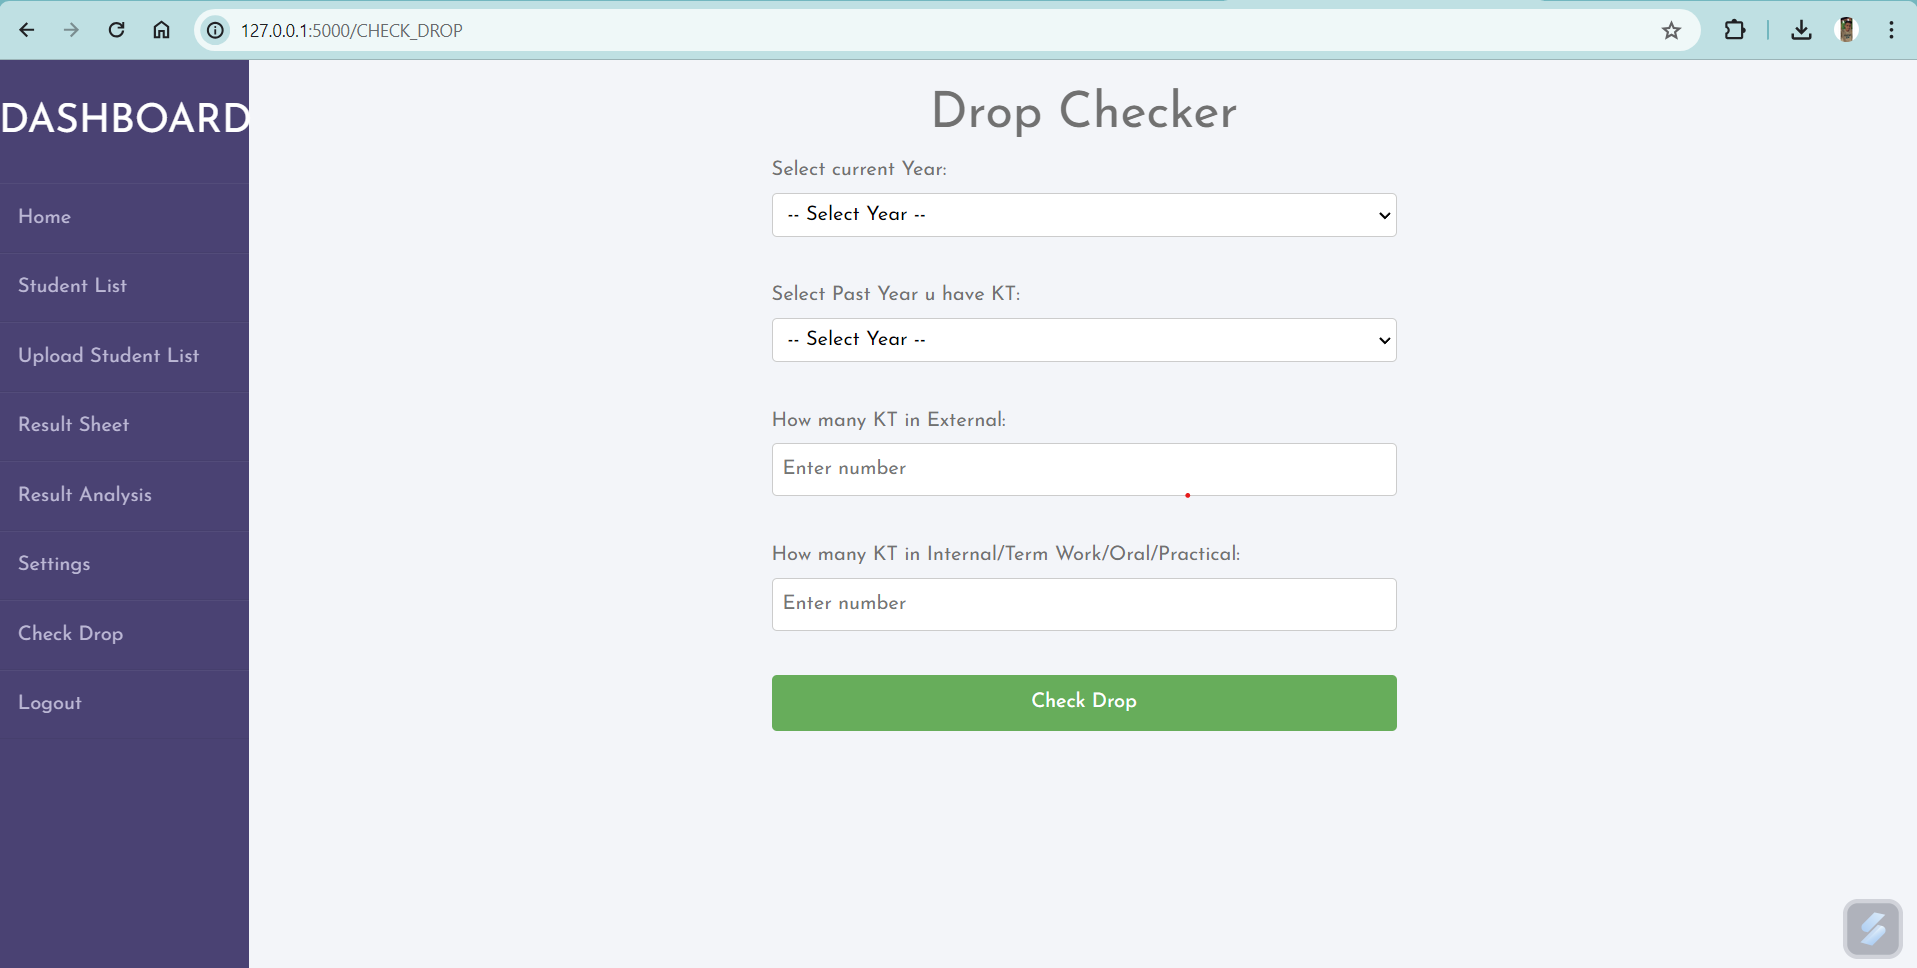 127.0.0.1:5000/CHECK_DROP
DASHBOARD
Home
Student List
Upload Student List
Result Sheet
Result Analysis
Settings
Check Drop
Logout
Drop Checker
Select current Year:
-- Select Year --
Select Past Year u have KT:
-- Select Year --
How many KT in External:
Enter number
How many KT in Internal/Term Work/Oral/Practical:
Enter number
Check Drop